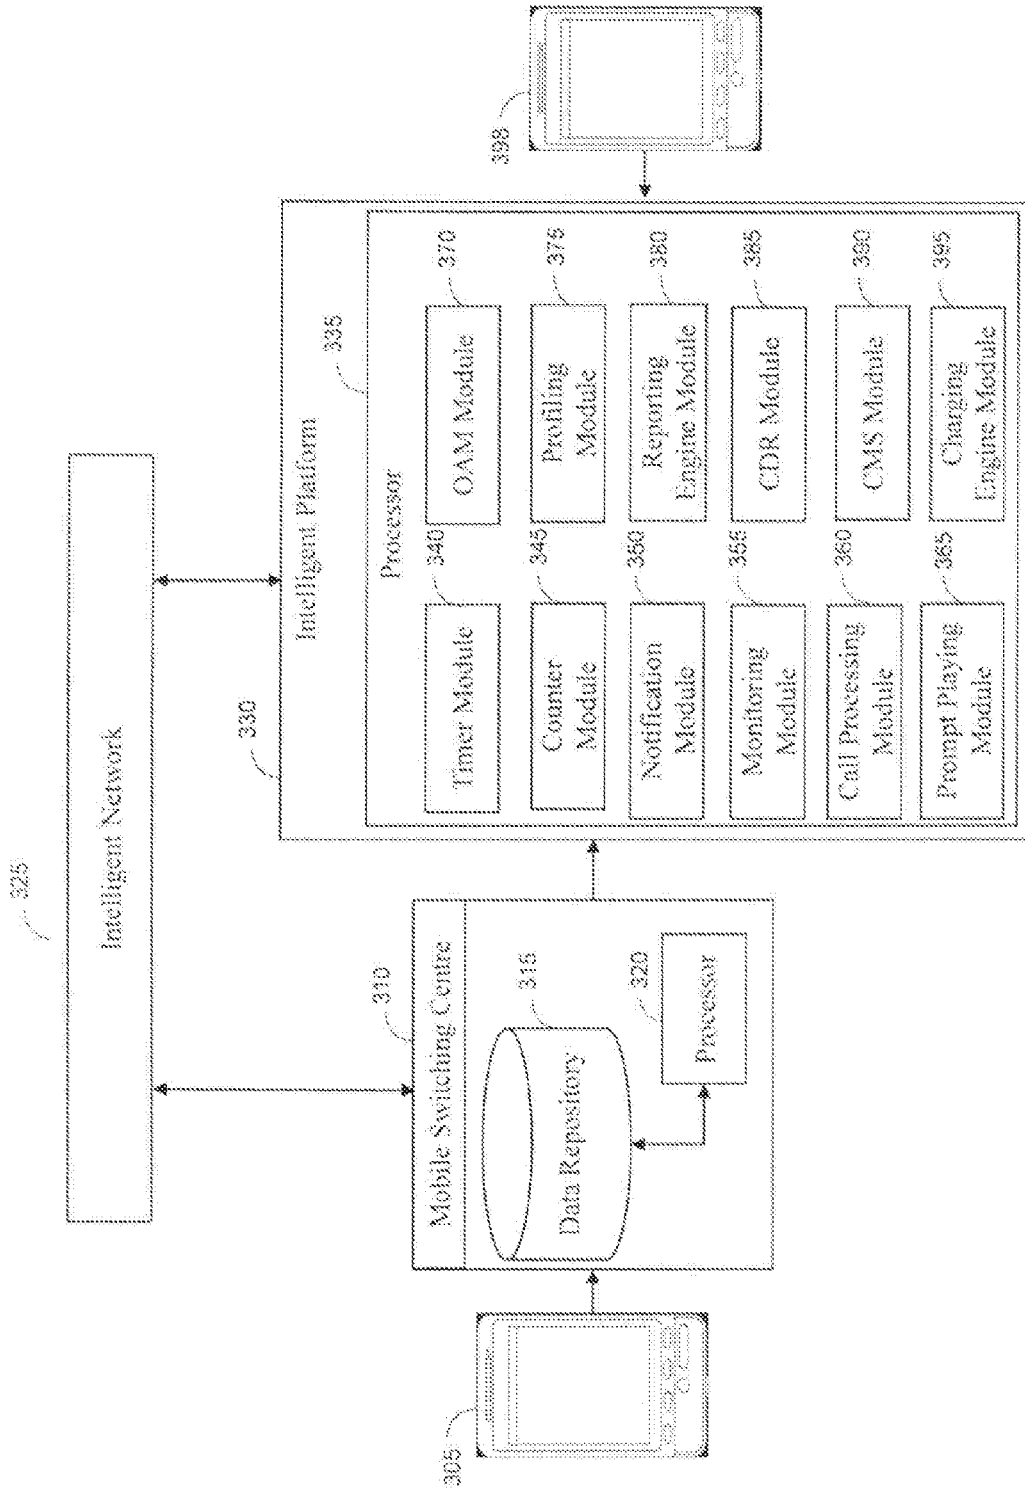 325
Intelligent Network
330
Intelligent Platform
335
Processor
340
Timer Module
370
OAM Module
345
Counter
Module
375
Profiling
Module
350
Notification
Module
380
Reporting
Engine Module
355
Monitoring
Module
385
CDR Module
360
Call Processing
Module
390
CMS Module
365
Prompt Playing
Module
395
Charging
Engine Module
310
Mobile Switching Centre
315
Data Repository
320
Processor
305
398